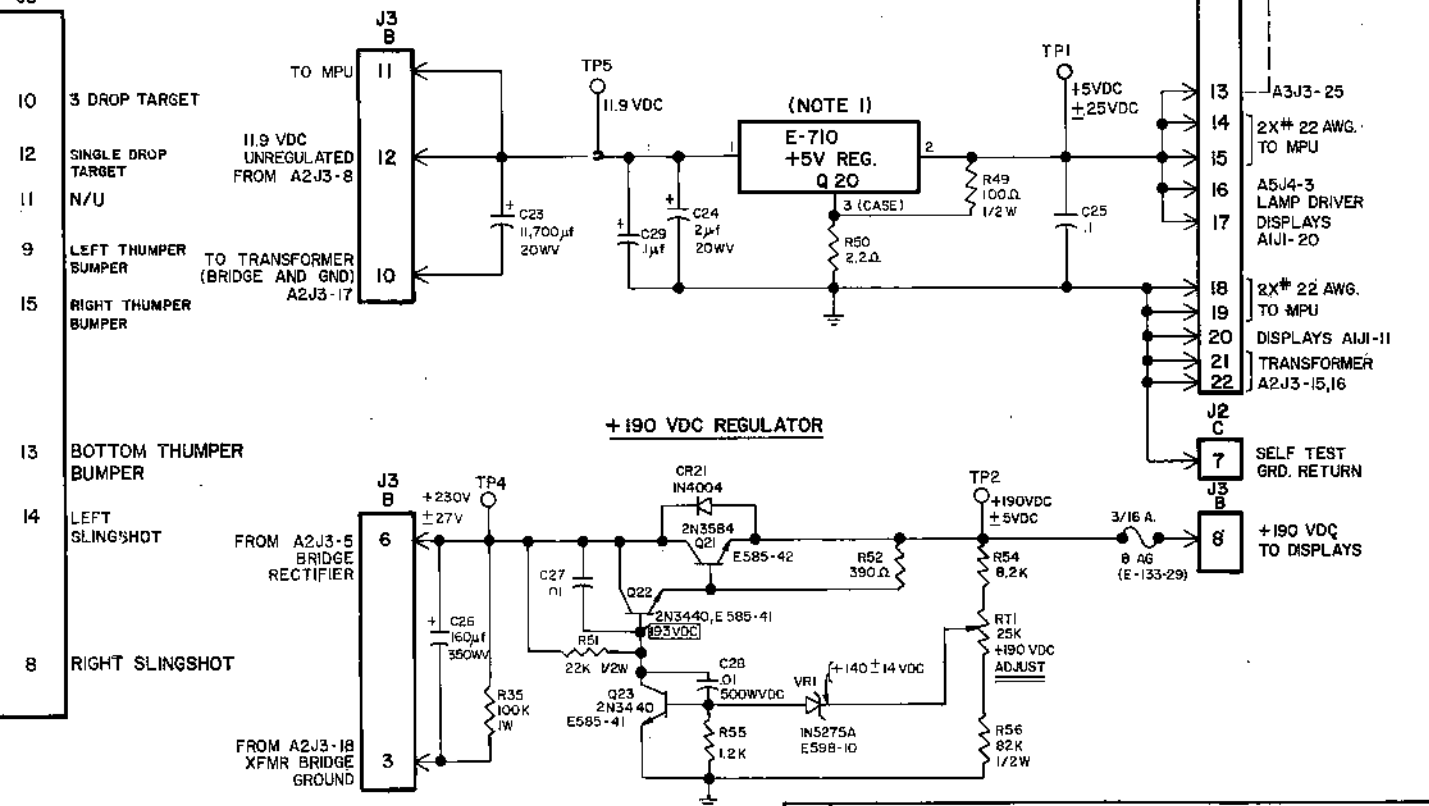 10 3 DROP TARGET
12 SINGLE DROP
TARGET
11 N/U
9 LEFT THUMPER
BUMPER
15 RIGHT THUMPER
BUMPER
13 BOTTOM THUMPER
BUMPER
14 LEFT
SLINGSHOT
8 RIGHT SLINGSHOT
J3
B
TO MPU 11
11.9 VDC
UNREGULATED
FROM A2J3-8
12
TO TRANSFORMER
(BRIDGE AND GND)
A2J3-17
10
+
C23
11,700µf
20WV
TP5
11.9 VDC
+
C29
.1µf
+
C24
2µf
20WV
(NOTE 1)
1
E-710
+5V REG.
Q 20
2
3 (CASE)
R49
100Ω
1/2 W
R50
2.2Ω
TP1
+5VDC
±.25VDC
C25
.1
13 A3J3-25
14 2X# 22 AWG.
15 TO MPU
16 A5J4-3
LAMP DRIVER
17 DISPLAYS
A1J1-20
18 2X# 22 AWG.
19 TO MPU
20 DISPLAYS A1J1-11
21 TRANSFORMER
22 A2J3-15,16
J2
C
7 SELF TEST
GRD. RETURN
J3
B
8 +190 VDC
TO DISPLAYS
+190 VDC REGULATOR
J3
B
+230V
±27V
TP4
FROM A2J3-5
BRIDGE
RECTIFIER
6
+
C26
160µf
350WV
R35
100K
1W
FROM A2J3-18
XFMR BRIDGE
GROUND
3
CR21
1N4004
2N3584
Q21
E585-42
C27
.01
Q22
2N3440, E585-41
193VDC
R51
22K 1/2W
R52
390Ω
C28
.01
500WVDC
Q23
2N3440
E585-41
R55
1.2K
VR1
+140±14VDC
1N5275A
E598-10
TP2
+190VDC
±5VDC
R54
8.2K
RT1
25K
+190 VDC
ADJUST
R56
82K
1/2W
3/16 A.
8 AG
(E-133-29)